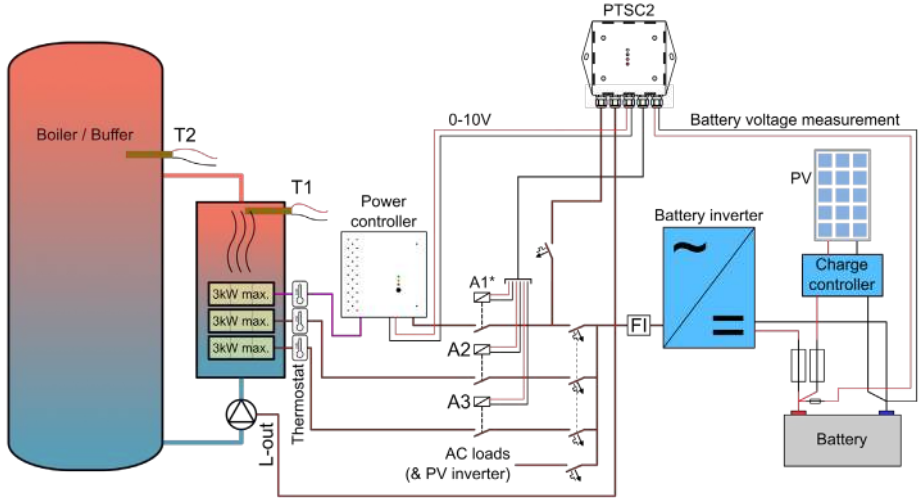 PTSC2
0-10V
Battery voltage measurement
Boiler / Buffer
T2
T1
Power
controller
Battery inverter
PV
Charge
controller
A1*
3kW max.
3kW max.
3kW max.
A2
A3
FI
Thermostat
L-out
AC loads
(& PV inverter)
Battery